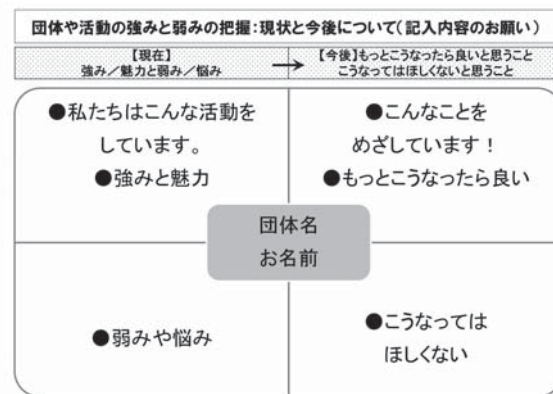 団体や活動の強みと弱みの把握：現状と今後について（記入内容のお願い）
【現在】
強み／魅力と弱み／悩み
→
【今後】もっとこうなったら良いと思うこと
こうなってはほしくないと思うこと
●私たちはこんな活動を
しています。
●強みと魅力
●こんなことを
めざしています！
●もっとこうなったら良い
団体名
お名前
●弱みや悩み
●こうなっては
ほしくない